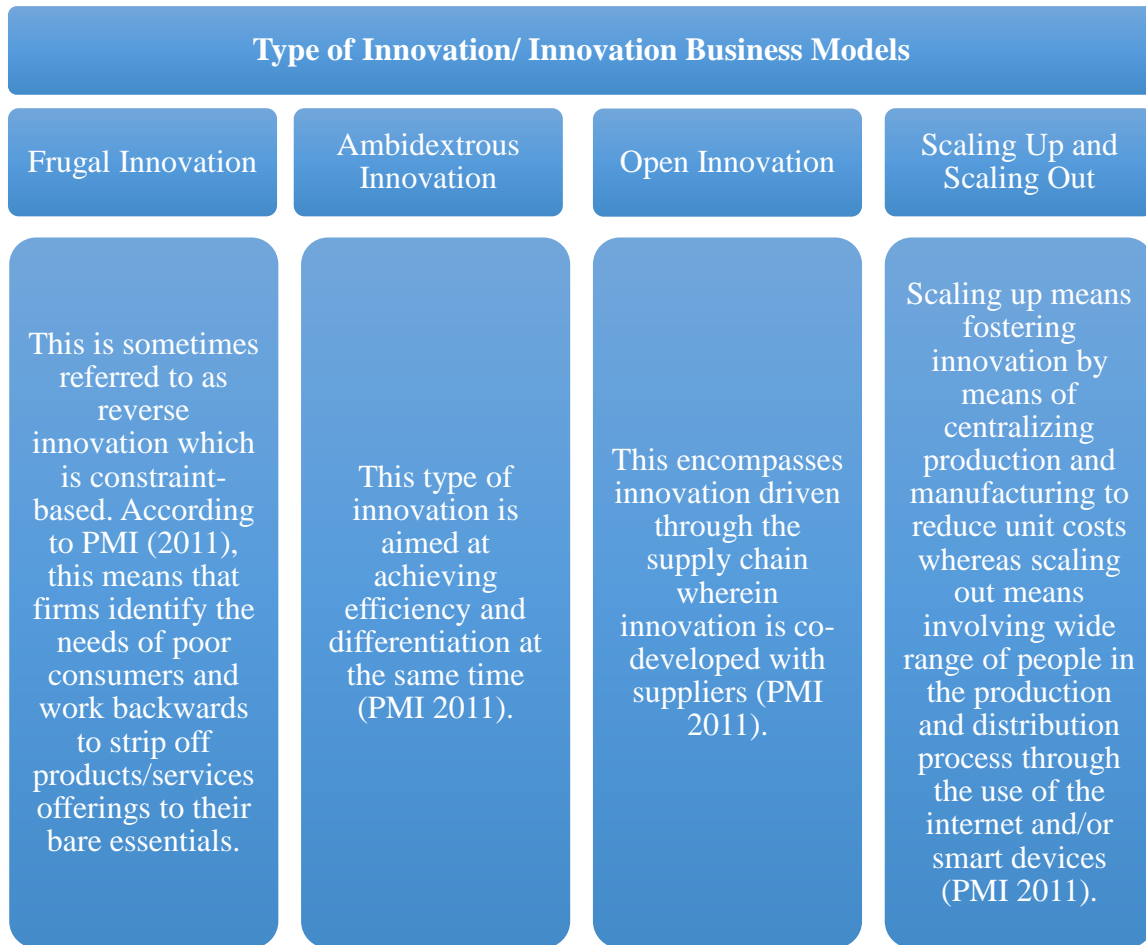 Type of Innovation/ Innovation Business Models
Frugal Innovation
Ambidextrous
Innovation
Open Innovation
Scaling Up and
Scaling Out
This is sometimes
referred to as
reverse
innovation which
is constraint-
based. According
to PMI (2011),
this means that
firms identify the
needs of poor
consumers and
work backwards
to strip off
products/services
offerings to their
bare essentials.
This type of
innovation is
aimed at
achieving
efficiency and
differentiation at
the same time
(PMI 2011).
This encompasses
innovation driven
through the
supply chain
wherein
innovation is co-
developed with
suppliers (PMI
2011).
Scaling up means
fostering
innovation by
means of
centralizing
production and
manufacturing to
reduce unit costs
whereas scaling
out means
involving wide
range of people in
the production
and distribution
process through
the use of the
internet and/or
smart devices
(PMI 2011).